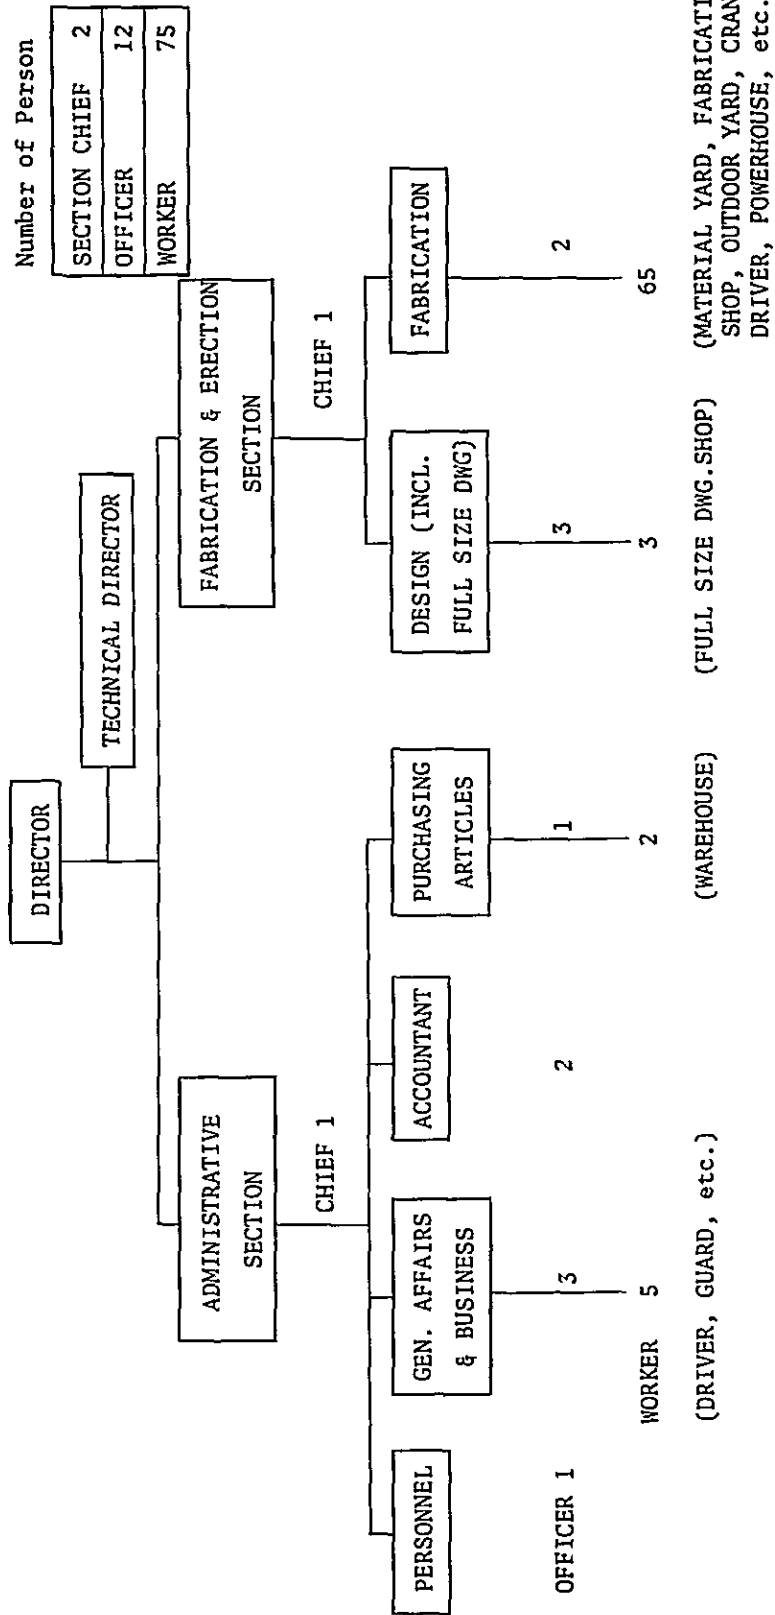 Number of Person
SECTION CHIEF 2
OFFICER 12
WORKER 75
DIRECTOR
TECHNICAL DIRECTOR
ADMINISTRATIVE
SECTION
FABRICATION & ERECTION
SECTION
CHIEF 1
CHIEF 1
PERSONNEL
GEN. AFFAIRS
& BUSINESS
ACCOUNTANT
PURCHASING
ARTICLES
DESIGN (INCL.
FULL SIZE DWG)
FABRICATION
OFFICER 1
3
2
1
3
2
WORKER 5
2
3
65
(DRIVER, GUARD, etc.)
(WAREHOUSE)
(FULL SIZE DWG.SHOP)
(MATERIAL YARD, FABRICATI
SHOP, OUTDOOR YARD, CRAN
DRIVER, POWERHOUSE, etc.